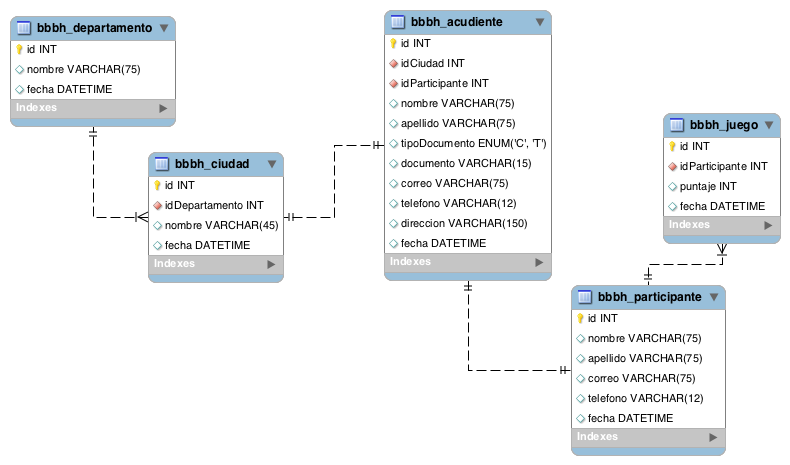 bbbh_departamento
id INT
nombre VARCHAR(75)
fecha DATETIME
Indexes
bbbh_ciudad
id INT
idDepartamento INT
nombre VARCHAR(45)
fecha DATETIME
Indexes
bbbh_acudiente
id INT
idCiudad INT
idParticipante INT
nombre VARCHAR(75)
apellido VARCHAR(75)
tipoDocumento ENUM('C', 'T')
documento VARCHAR(15)
correo VARCHAR(75)
telefono VARCHAR(12)
direccion VARCHAR(150)
fecha DATETIME
Indexes
bbbh_juego
id INT
idParticipante INT
puntaje INT
fecha DATETIME
Indexes
bbbh_participante
id INT
nombre VARCHAR(75)
apellido VARCHAR(75)
correo VARCHAR(75)
telefono VARCHAR(12)
fecha DATETIME
Indexes